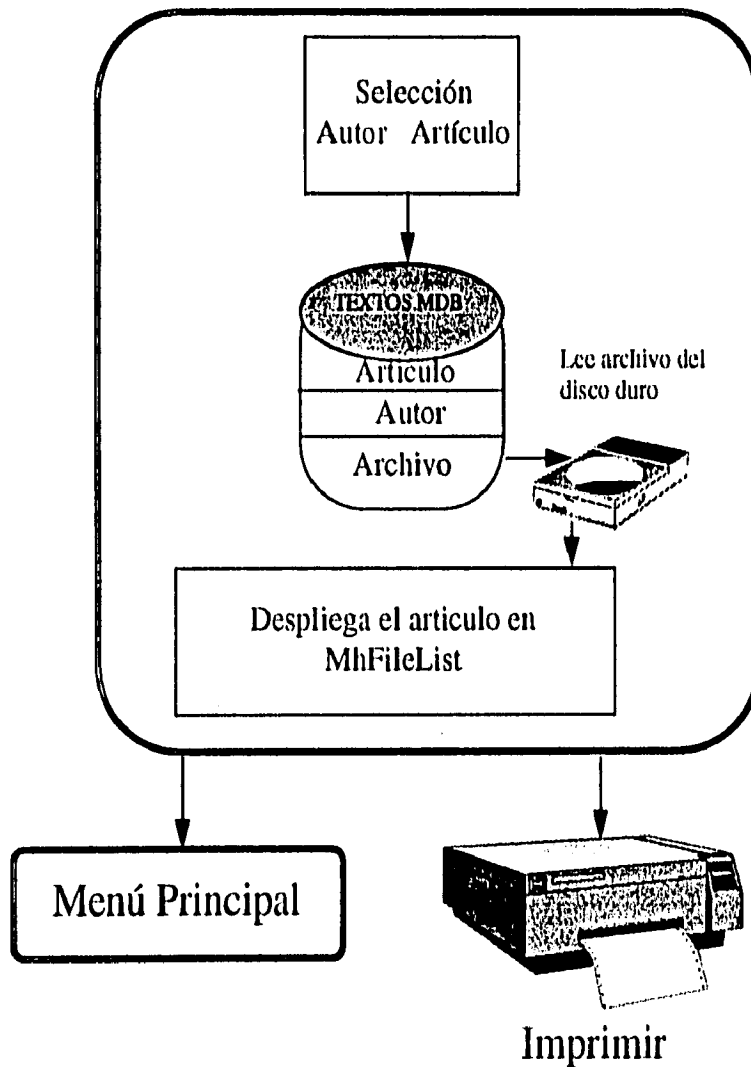 Selección
Autor Artículo
TEXTOS.MDB
Artículo
Autor
Archivo
Lee archivo del
disco duro
Despliega el articulo en
MhFileList
Menú Principal
Imprimir